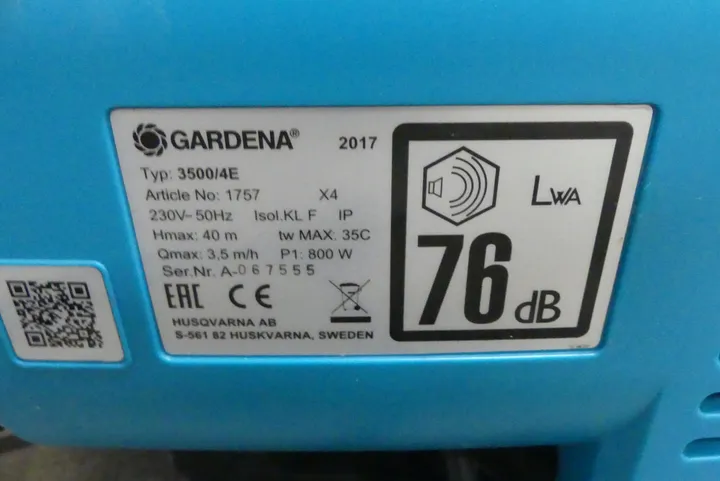 GARDENA® 2017
Typ: 3500/4E
Article No: 1757 X4
230V~50Hz Isol.KL F IP X4
Hmax: 40 m tw MAX: 35C
Qmax: 3,5 m/h P1: 800 W
Ser.Nr. A-067555
EAC CE
HUSQVARNA AB
S-561 82 HUSKVARNA, SWEDEN
LWA
76 dB